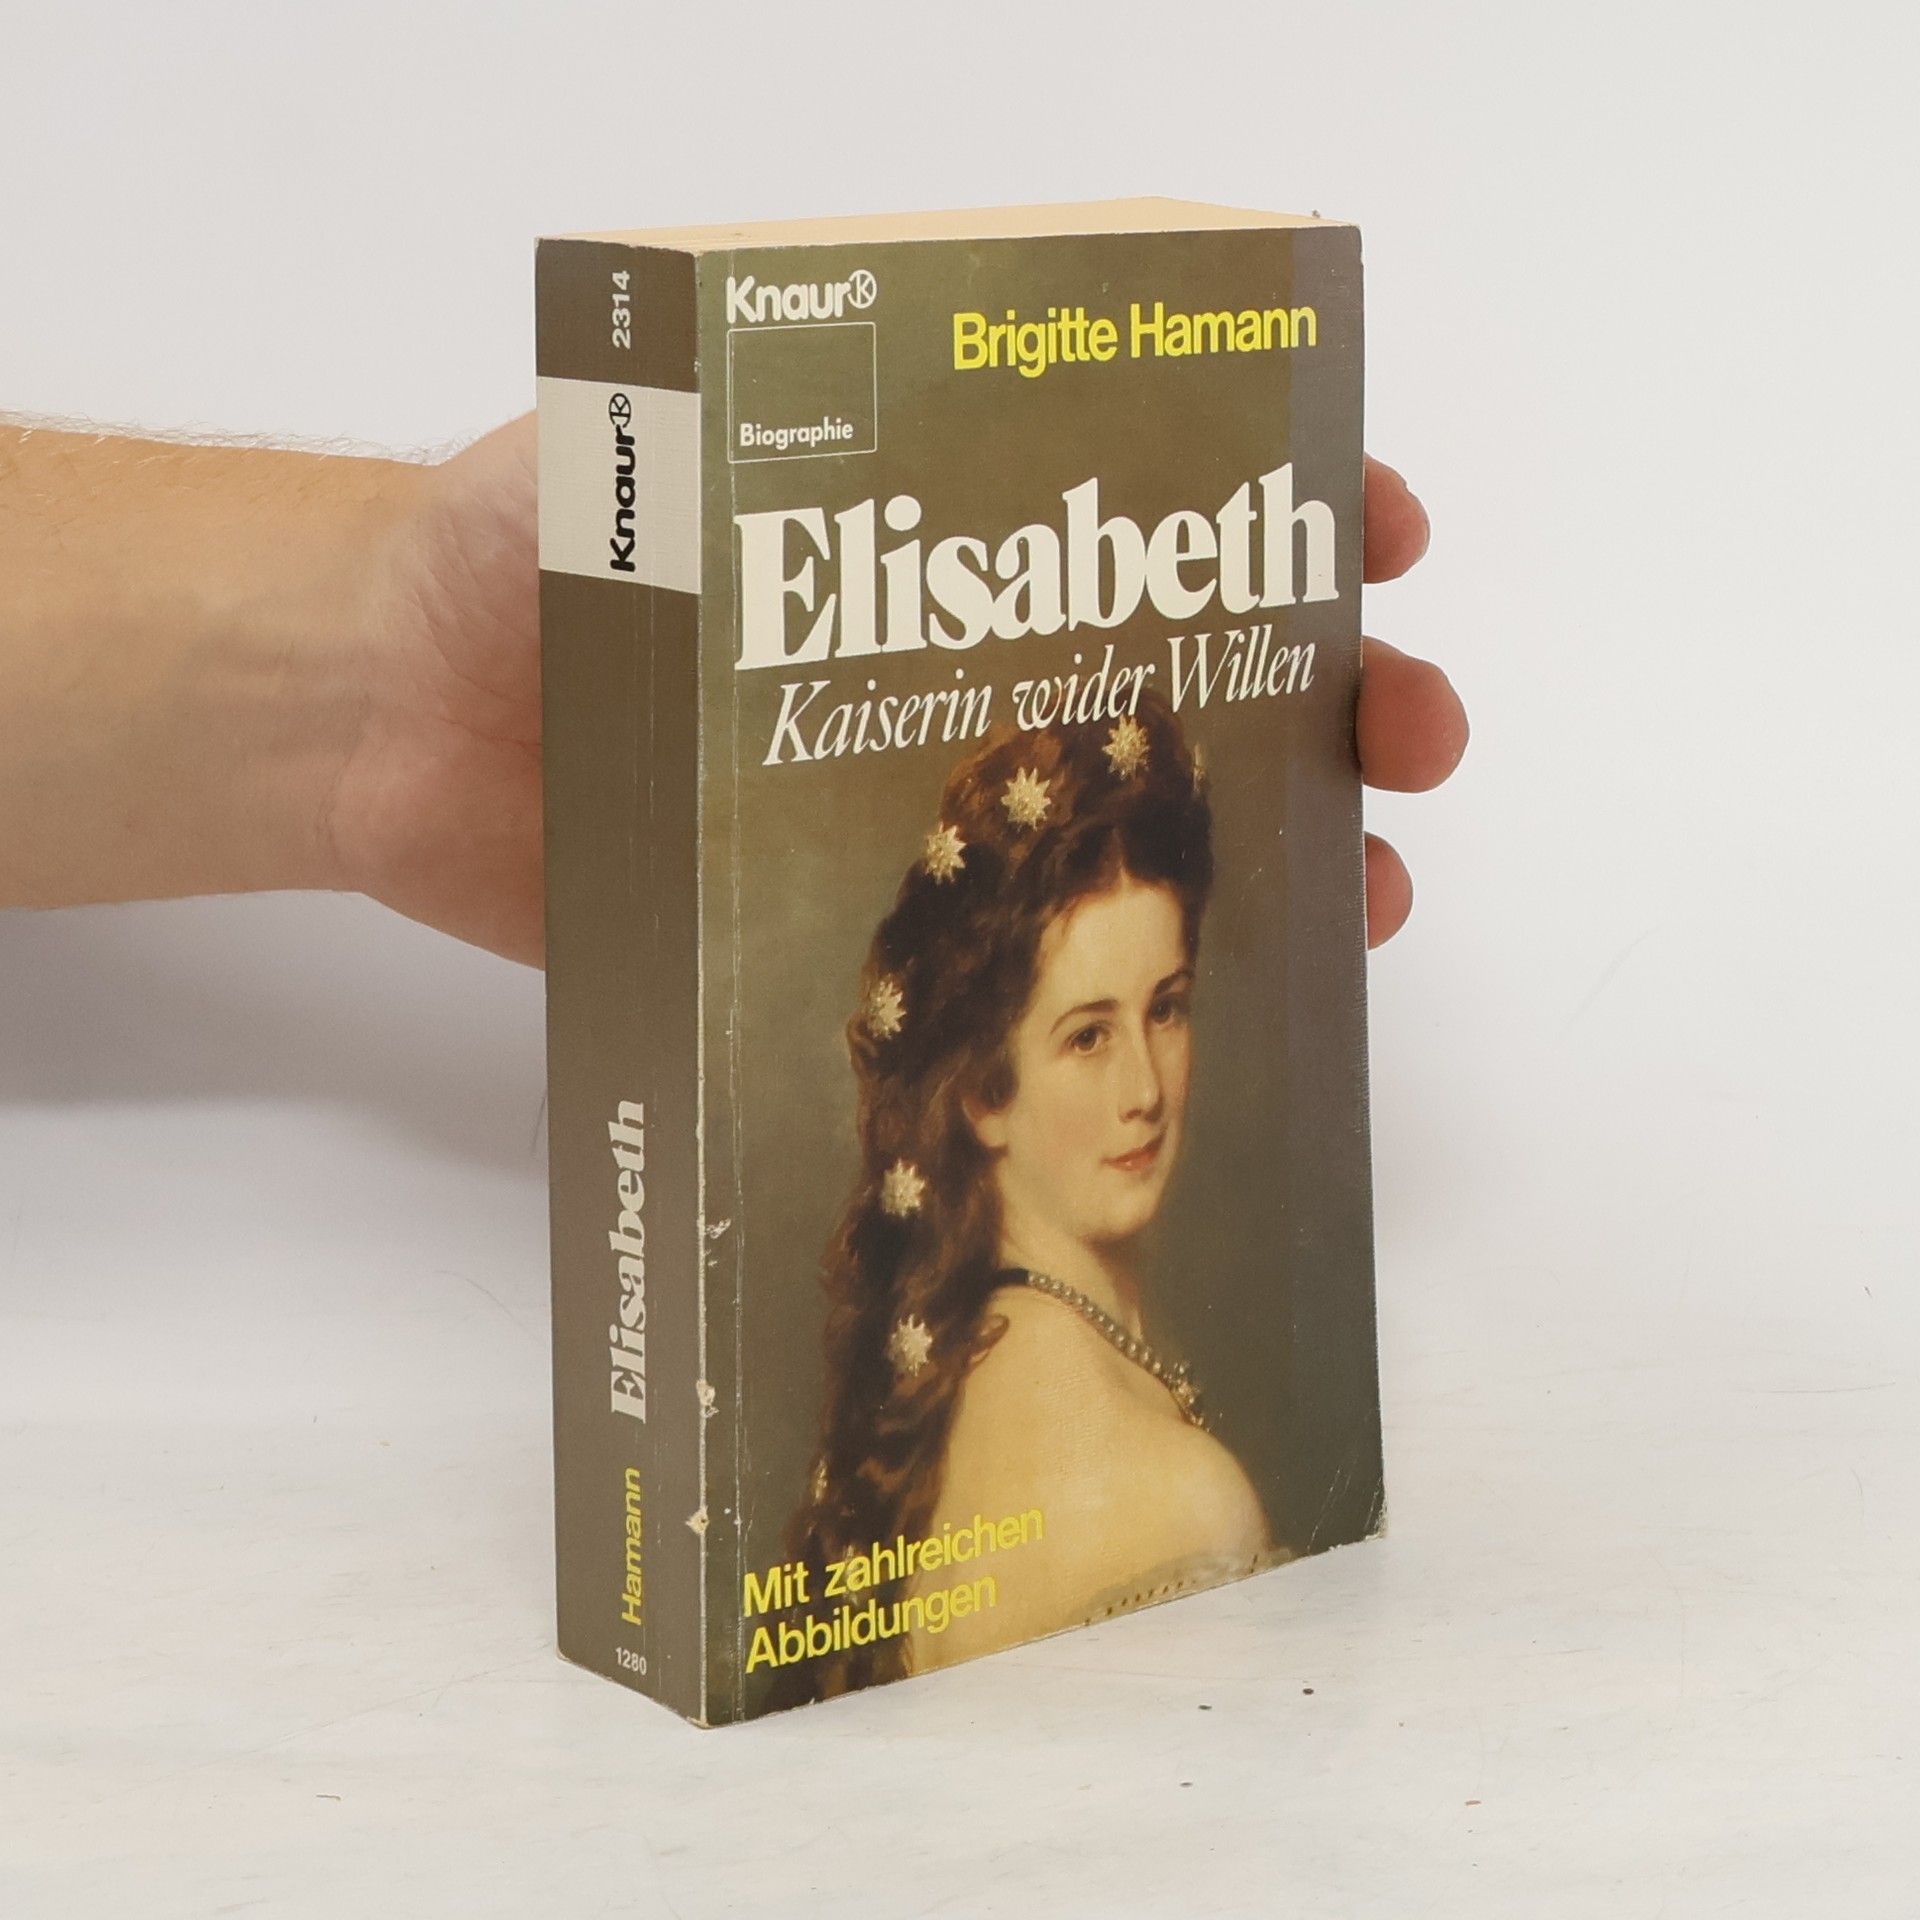 2314
Knaur
Elisabeth
Hamann
1280
Knaur
Biographie
Brigitte Hamann
Elisabeth
Kaiserin wider Willen
Mit zahlreichen
Abbildungen